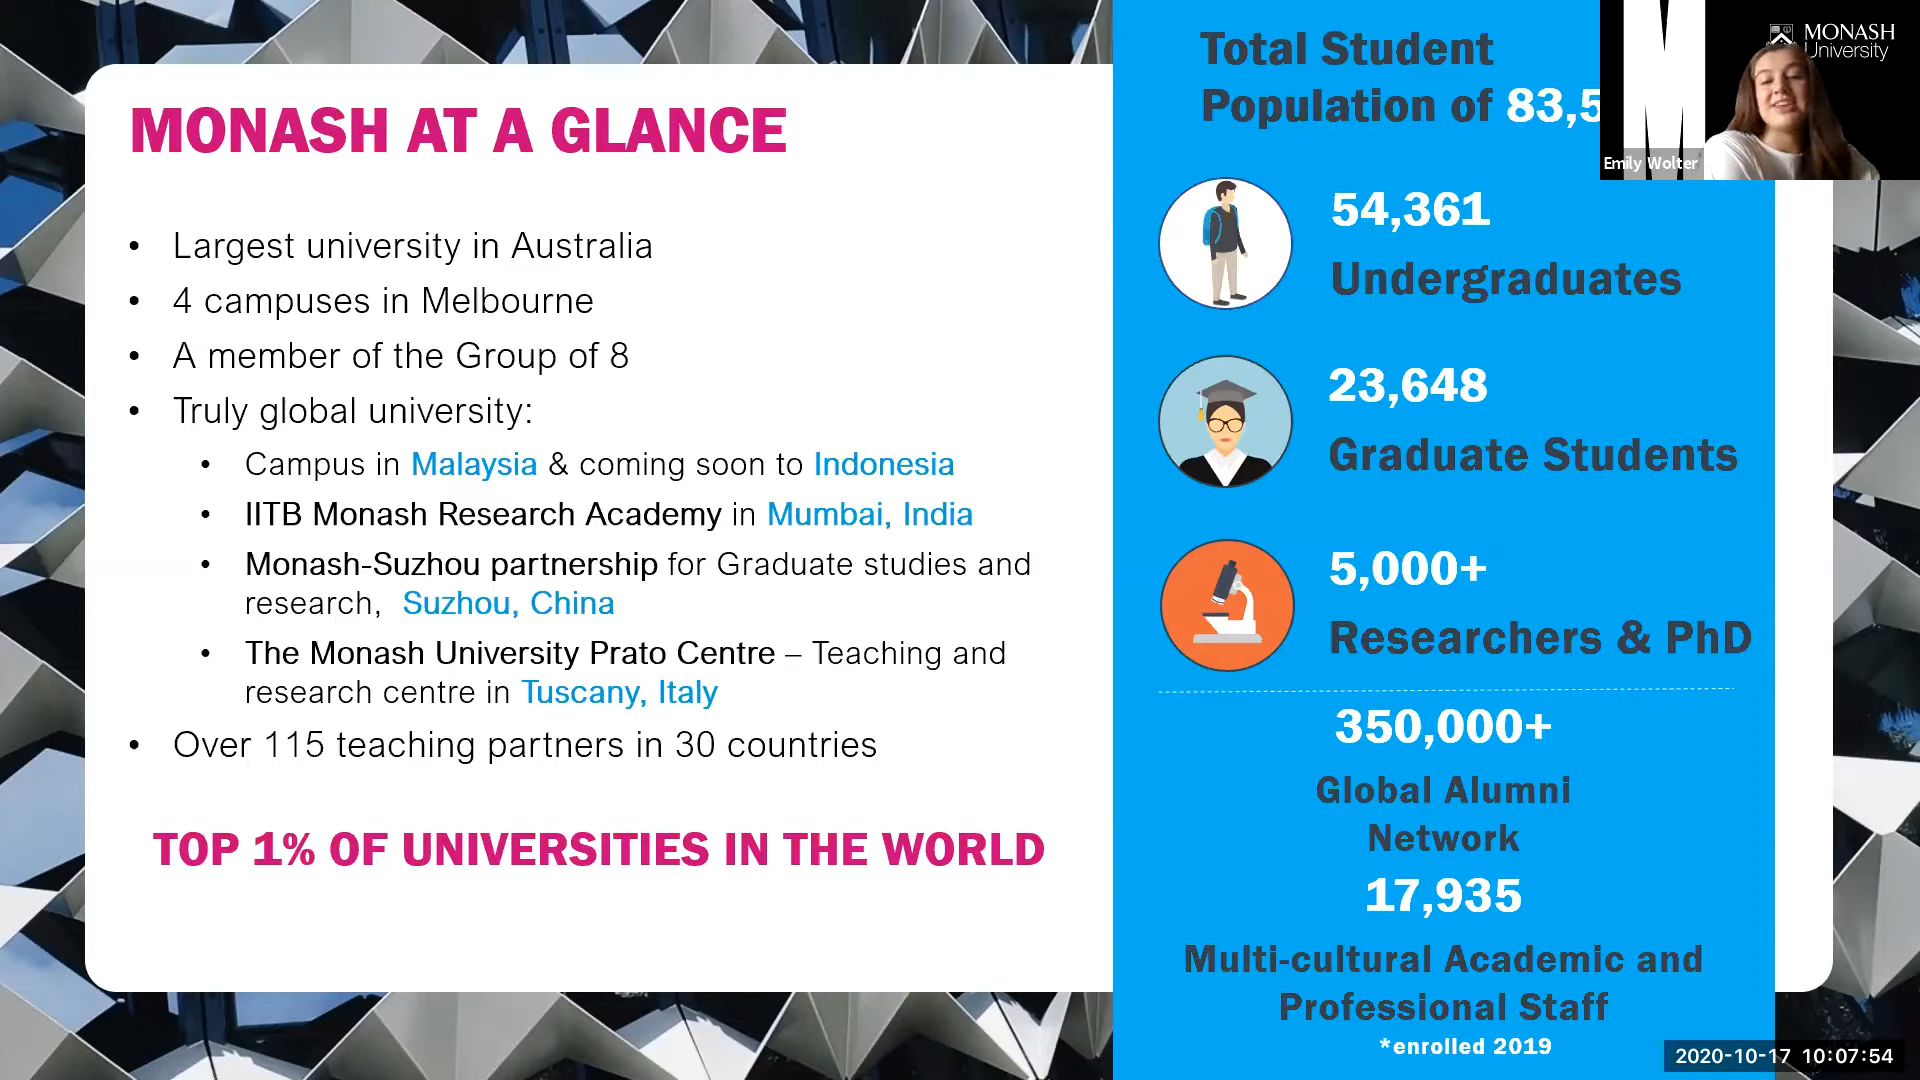 MONASH AT A GLANCE
• Largest university in Australia
• 4 campuses in Melbourne
• A member of the Group of 8
• Truly global university:
• Campus in Malaysia & coming soon to Indonesia
• IITB Monash Research Academy in Mumbai, India
• Monash-Suzhou partnership for Graduate studies and
research, Suzhou, China
• The Monash University Prato Centre – Teaching and
research centre in Tuscany, Italy
• Over 115 teaching partners in 30 countries
TOP 1% OF UNIVERSITIES IN THE WORLD
Total Student
Population of 83,5
54,361
Undergraduates
23,648
Graduate Students
5,000+
Researchers & PhD
350,000+
Global Alumni
Network
17,935
Multi-cultural Academic and
Professional Staff
*enrolled 2019
MONASH
University
Emily Wolter
2020-10-17 10:07:54